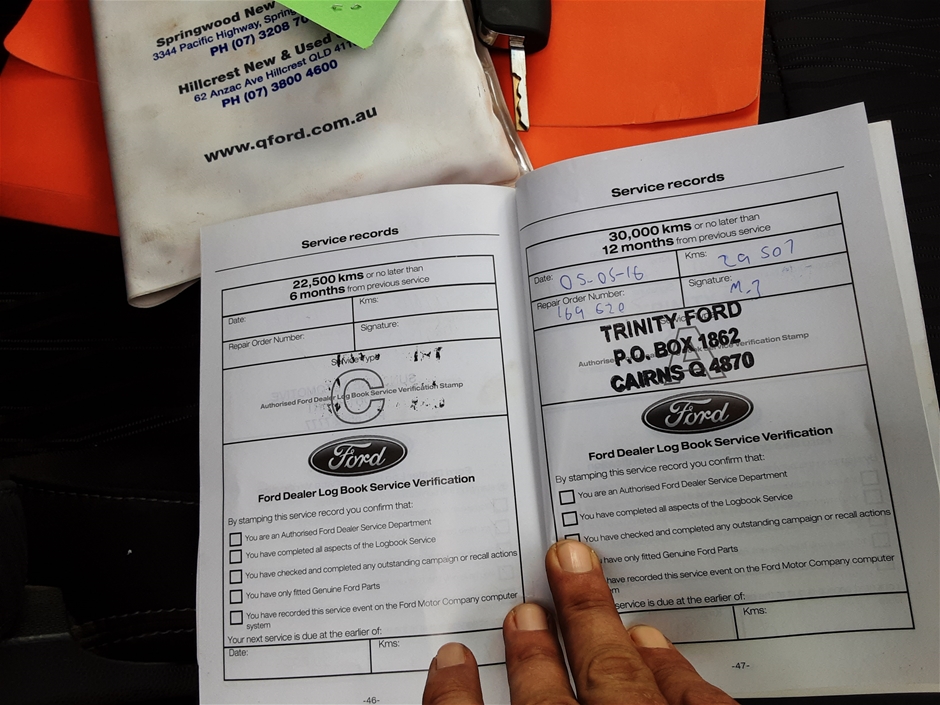 Springwood New
3344 Pacific Highway,
PH (07) 3208
Hillcrest New & Used
62 Anzac Ave Hillcrest QLD
PH (07) 3800 4600
www.qford.com.au
Service records
22,500 kms or no later than
6 months from previous service
Date:
Kms:
Repair Order Number:
Signature:
Service Type
C
Authorised Ford Dealer Log Book Service Verification Stamp
Ford
Ford Dealer Log Book Service Verification
By stamping this service record you confirm that:
You are an Authorised Ford Dealer Service Department
You have completed all aspects of the Logbook Service
You have checked and completed any outstanding campaign or recall actions
You have only fitted Genuine Ford Parts
You have recorded this service event on the Ford Motor Company computer
system
Your next service is due at the earlier of:
Date:
Kms:
-46-
Service records
30,000 kms or no later than
12 months from previous service
Date: 05-05-16
Kms: 29 507
Repair Order Number:
169 620
Signature:
TRINITY FORD
P.O. BOX 1862
CAIRNS Q 4870
A
Ford
Ford Dealer Log Book Service Verification
By stamping this service record you confirm that:
You are an Authorised Ford Dealer Service Department
You have completed all aspects of the Logbook Service
You have checked and completed any outstanding campaign or recall actions
have only fitted Genuine Ford Parts
have recorded this service event on the Ford Motor Company computer
service is due at the earlier of:
Kms:
-47-